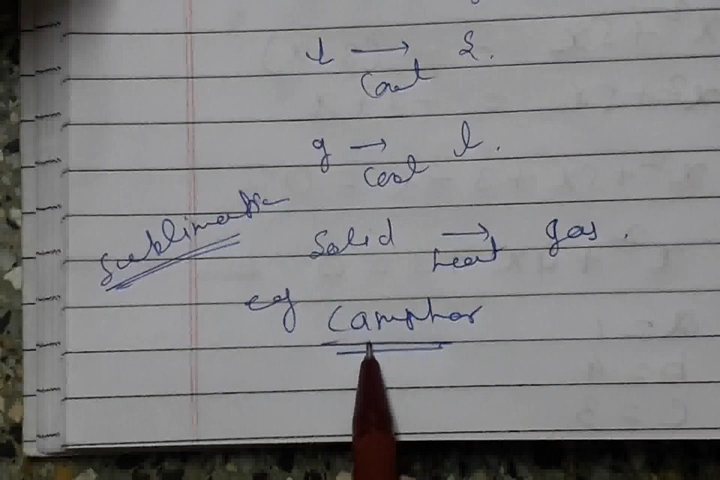 l → S.
Cool
g → l.
Cool
Sublimation Solid → gas.
heat
eg Camphor